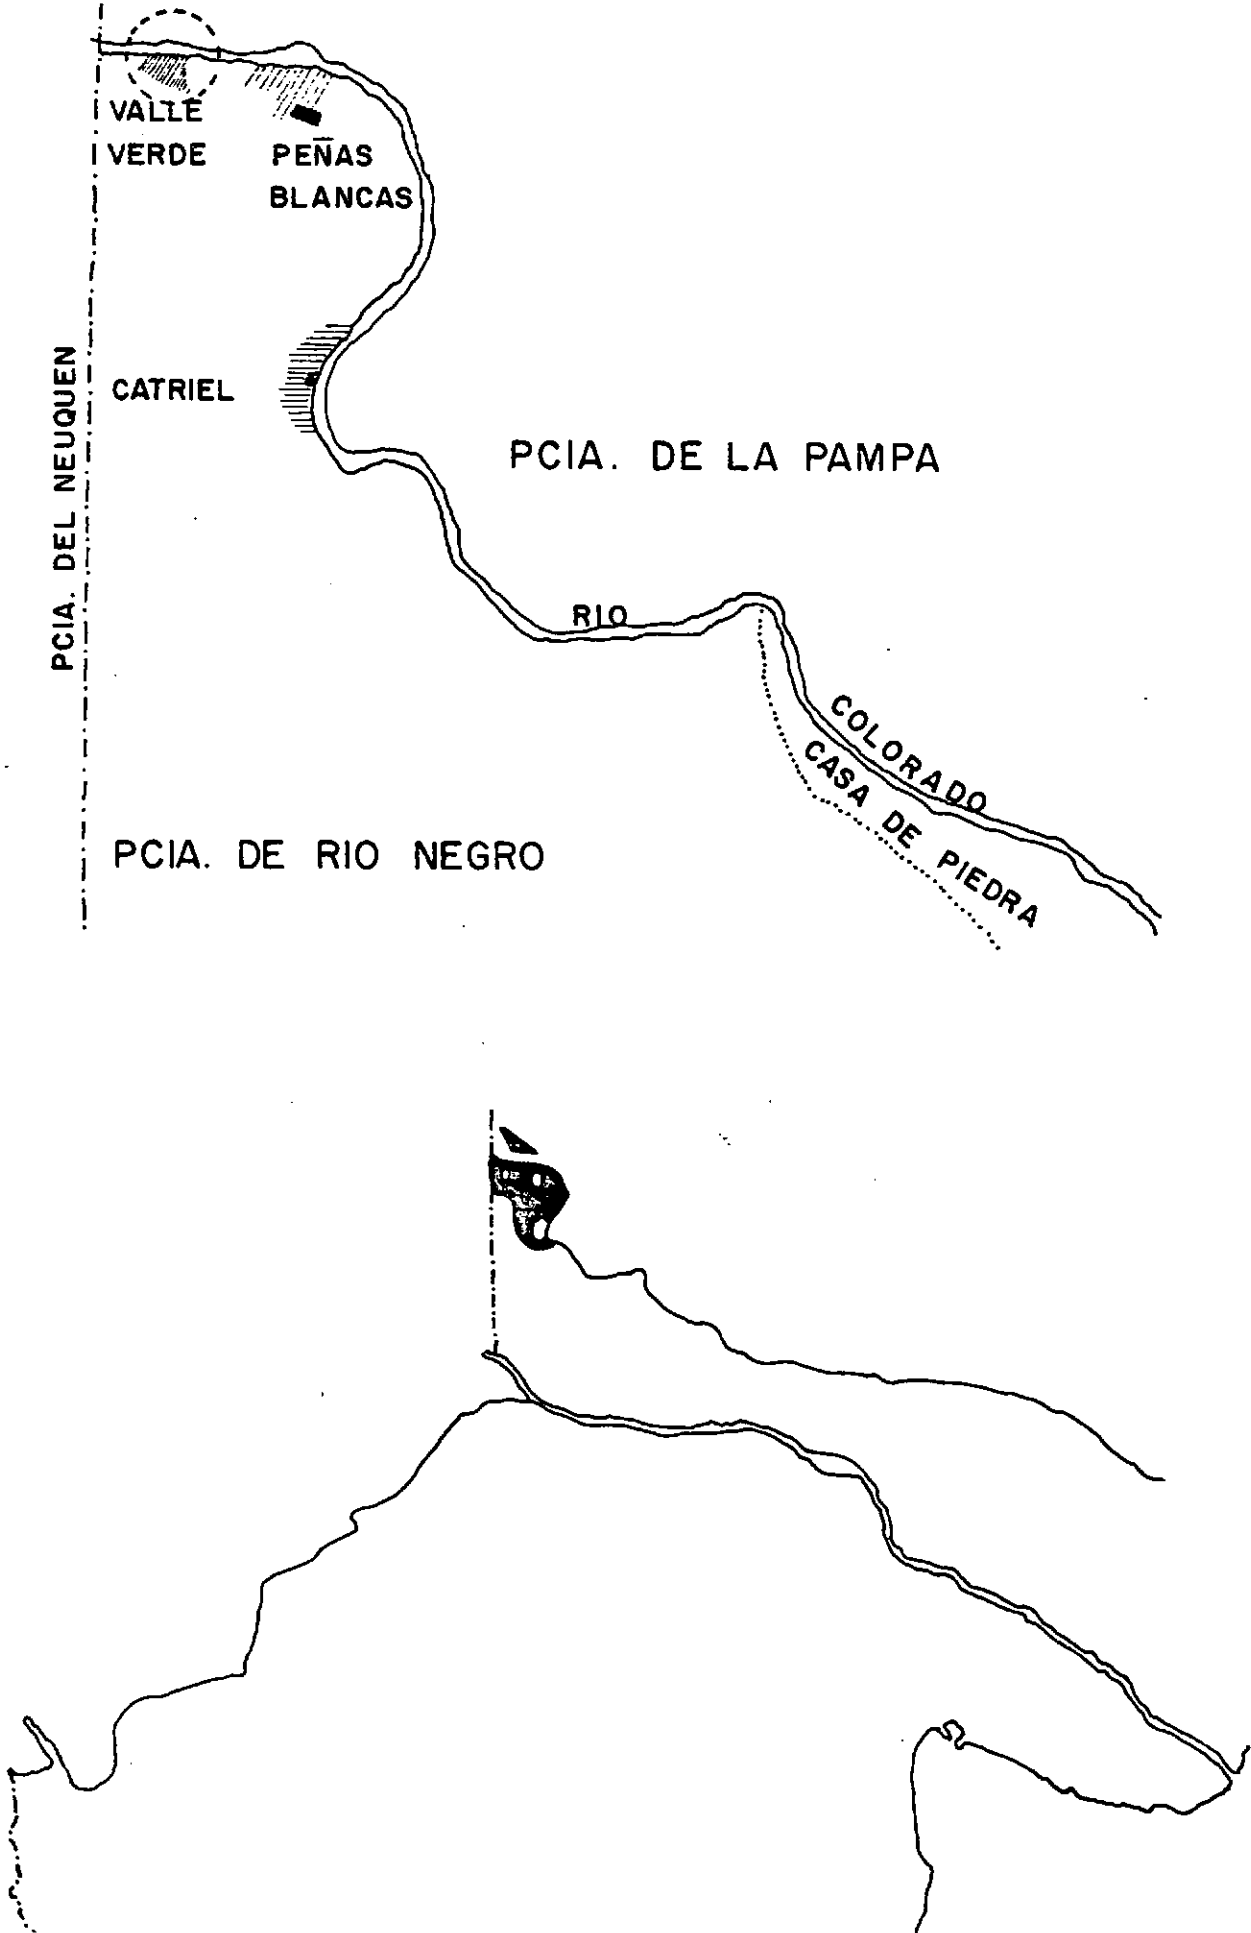 VALLE
VERDE
PEÑAS
BLANCAS
PCIA. DEL NEUQUEN
CATRIEL
PCIA. DE LA PAMPA
RIO
COLORADO
CASA DE PIEDRA
PCIA. DE RIO NEGRO